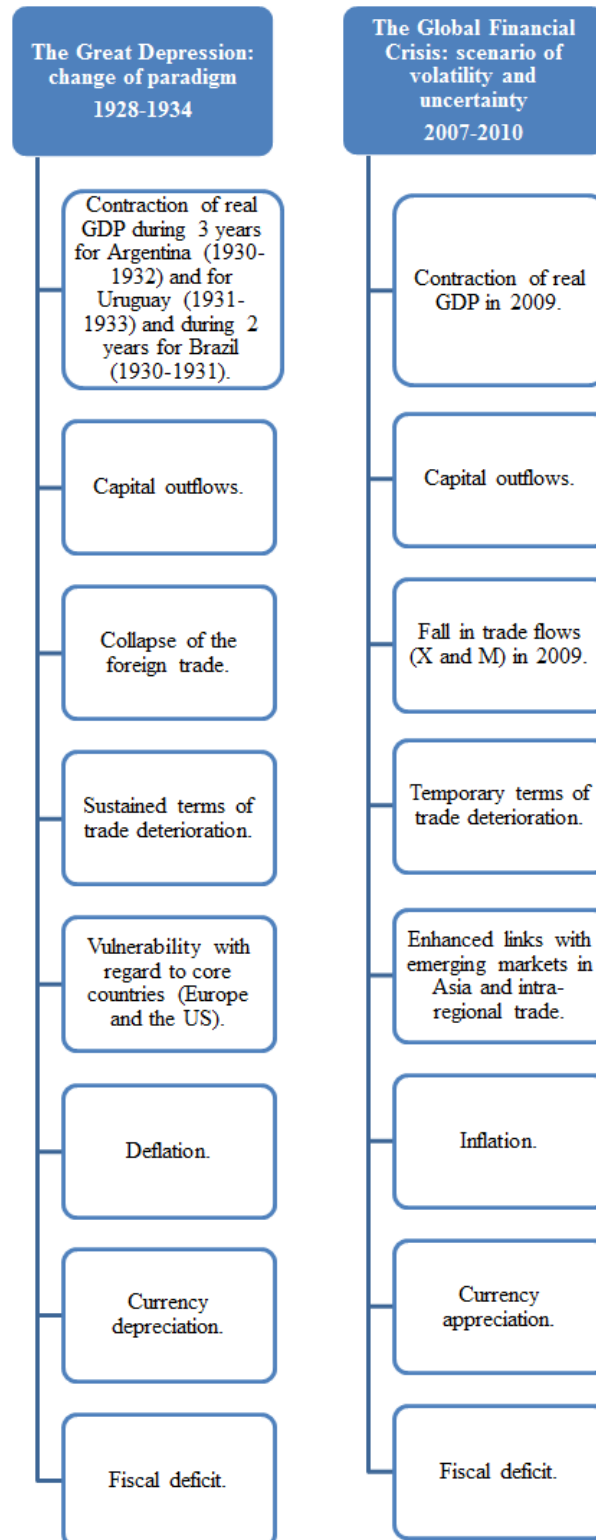 The Great Depression:
change of paradigm
1928-1934
Contraction of real
GDP during 3 years
for Argentina (1930-
1932) and for
Uruguay (1931-
1933) and during 2
years for Brazil
(1930-1931).
Capital outflows.
Collapse of the
foreign trade.
Sustained terms of
trade deterioration.
Vulnerability with
regard to core
countries (Europe
and the US).
Deflation.
Currency
depreciation.
Fiscal deficit.
The Global Financial
Crisis: scenario of
volatility and
uncertainty
2007-2010
Contraction of real
GDP in 2009.
Capital outflows.
Fall in trade flows
(X and M) in 2009.
Temporary terms of
trade deterioration.
Enhanced links with
emerging markets in
Asia and intra-
regional trade.
Inflation.
Currency
appreciation.
Fiscal deficit.